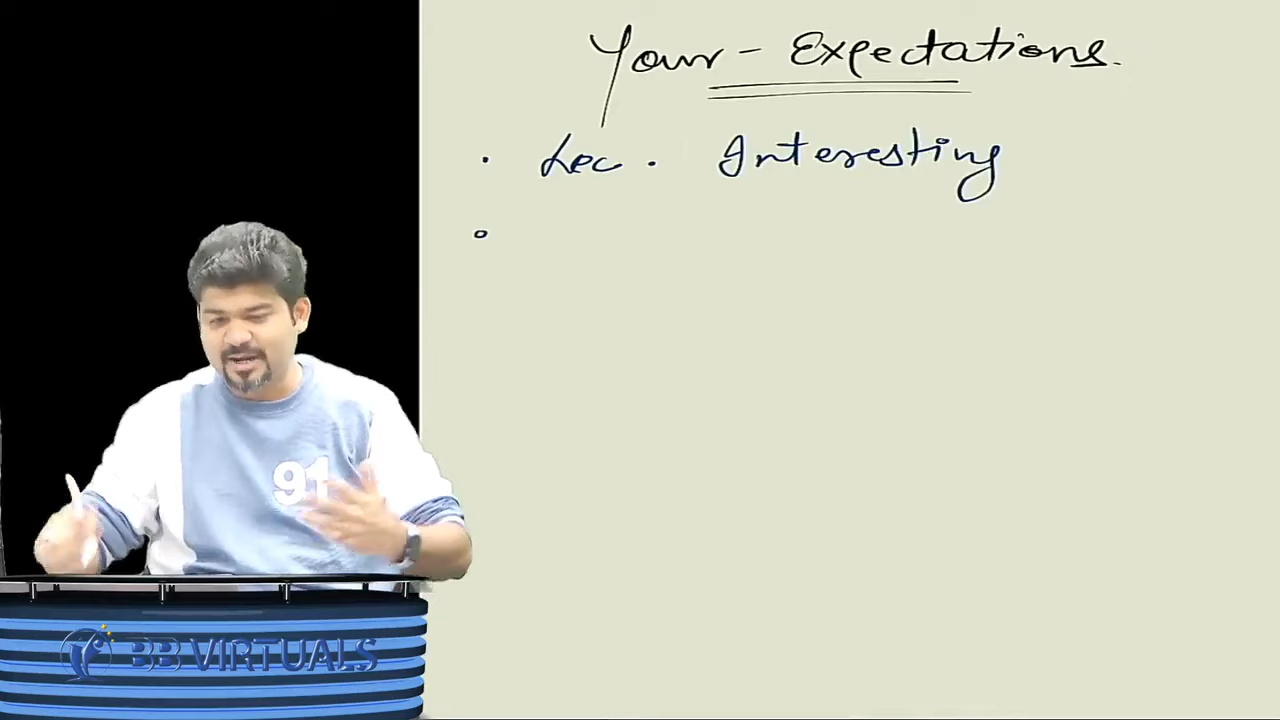 Your - Expectations.
• Lec. Interesting
91
BB VIRTUALS